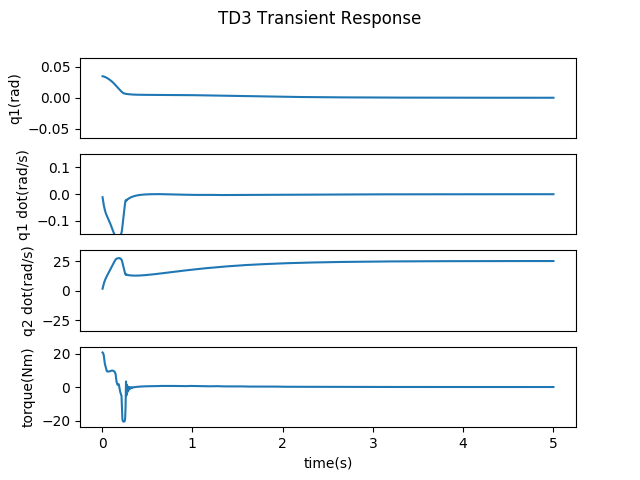 TD3 Transient Response
0.05
0.00
−0.05
q1(rad)
0.1
0.0
−0.1
q1 dot(rad/s)
25
0
−25
q2 dot(rad/s)
20
0
−20
torque(Nm)
0 1 2 3 4 5
time(s)